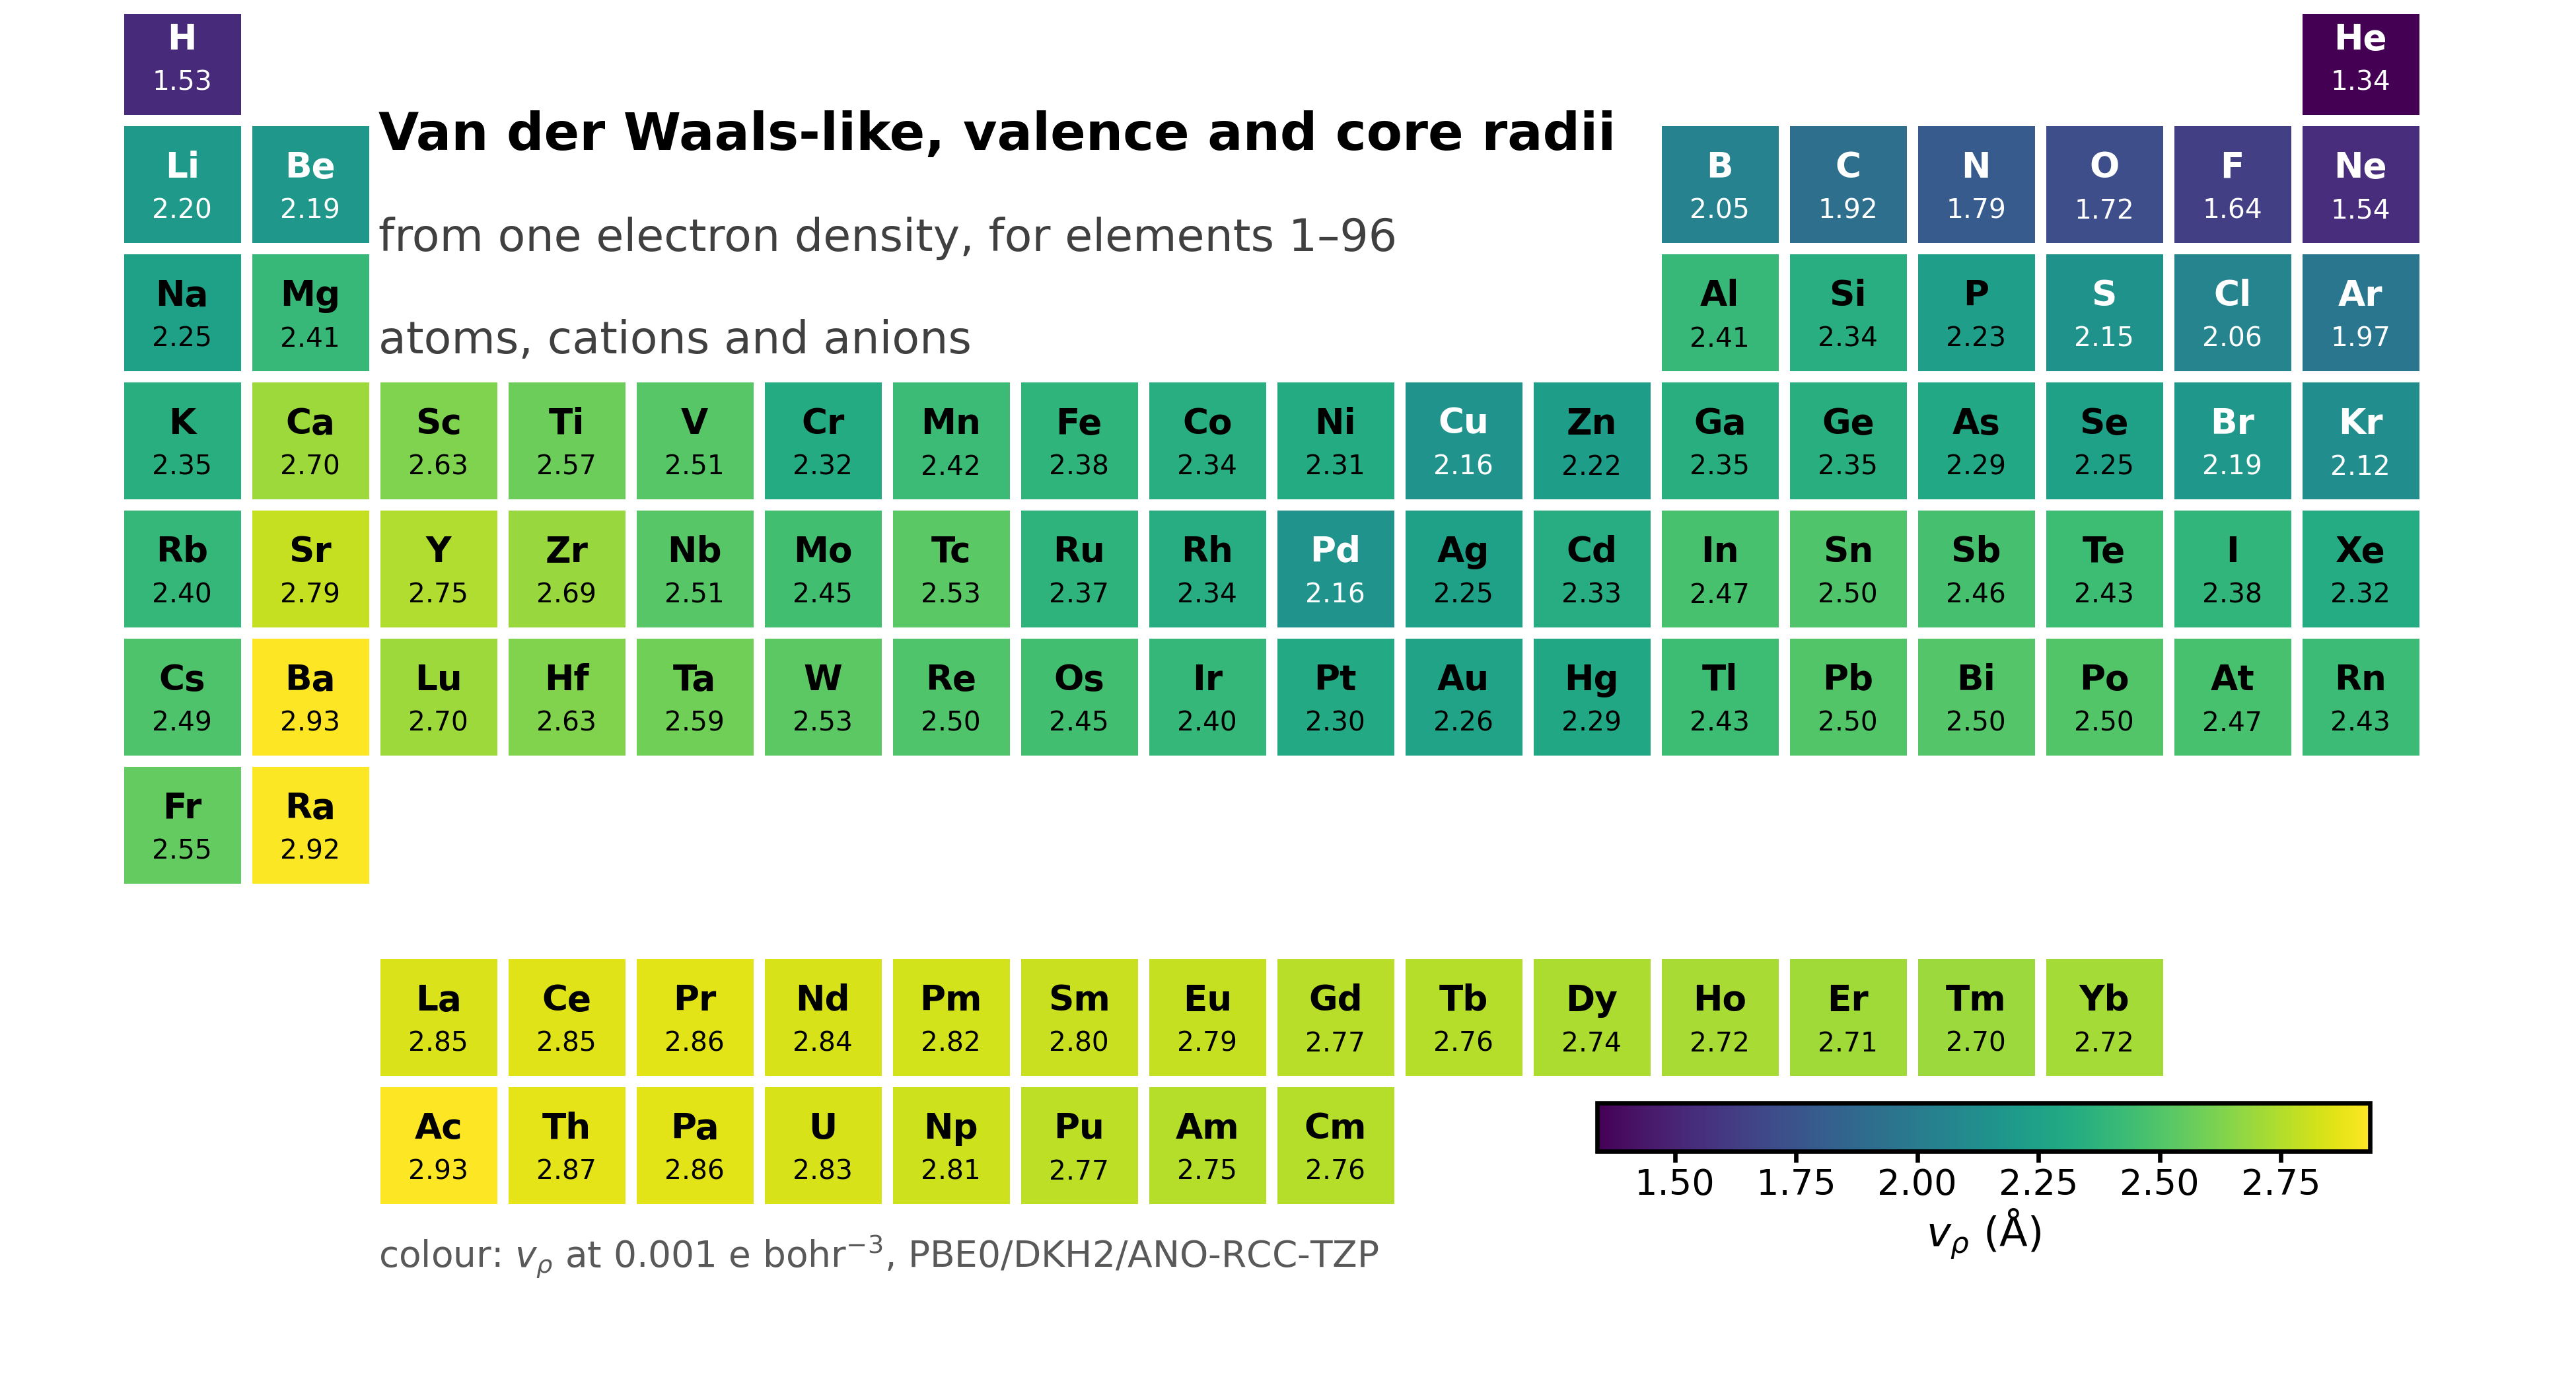 H He
1.53 1.34
Van der Waals-like, valence and core radii
Li Be B C N O F Ne
2.20 2.19 2.05 1.92 1.79 1.72 1.64 1.54
from one electron density, for elements 1–96
Na Mg Al Si P S Cl Ar
2.25 2.41 2.41 2.34 2.23 2.15 2.06 1.97
atoms, cations and anions
K Ca Sc Ti V Cr Mn Fe Co Ni Cu Zn Ga Ge As Se Br Kr
2.35 2.70 2.63 2.57 2.51 2.32 2.42 2.38 2.34 2.31 2.16 2.22 2.35 2.35 2.29 2.25 2.19 2.12
Rb Sr Y Zr Nb Mo Tc Ru Rh Pd Ag Cd In Sn Sb Te I Xe
2.40 2.79 2.75 2.69 2.51 2.45 2.53 2.37 2.34 2.16 2.25 2.33 2.47 2.50 2.46 2.43 2.38 2.32
Cs Ba Lu Hf Ta W Re Os Ir Pt Au Hg Tl Pb Bi Po At Rn
2.49 2.93 2.70 2.63 2.59 2.53 2.50 2.45 2.40 2.30 2.26 2.29 2.43 2.50 2.50 2.50 2.47 2.43
Fr Ra
2.55 2.92
La Ce Pr Nd Pm Sm Eu Gd Tb Dy Ho Er Tm Yb
2.85 2.85 2.86 2.84 2.82 2.80 2.79 2.77 2.76 2.74 2.72 2.71 2.70 2.72
Ac Th Pa U Np Pu Am Cm
2.93 2.87 2.86 2.83 2.81 2.77 2.75 2.76
1.50 1.75 2.00 2.25 2.50 2.75
vρ (Å)
colour: vρ at 0.001 e bohr⁻³, PBE0/DKH2/ANO-RCC-TZP